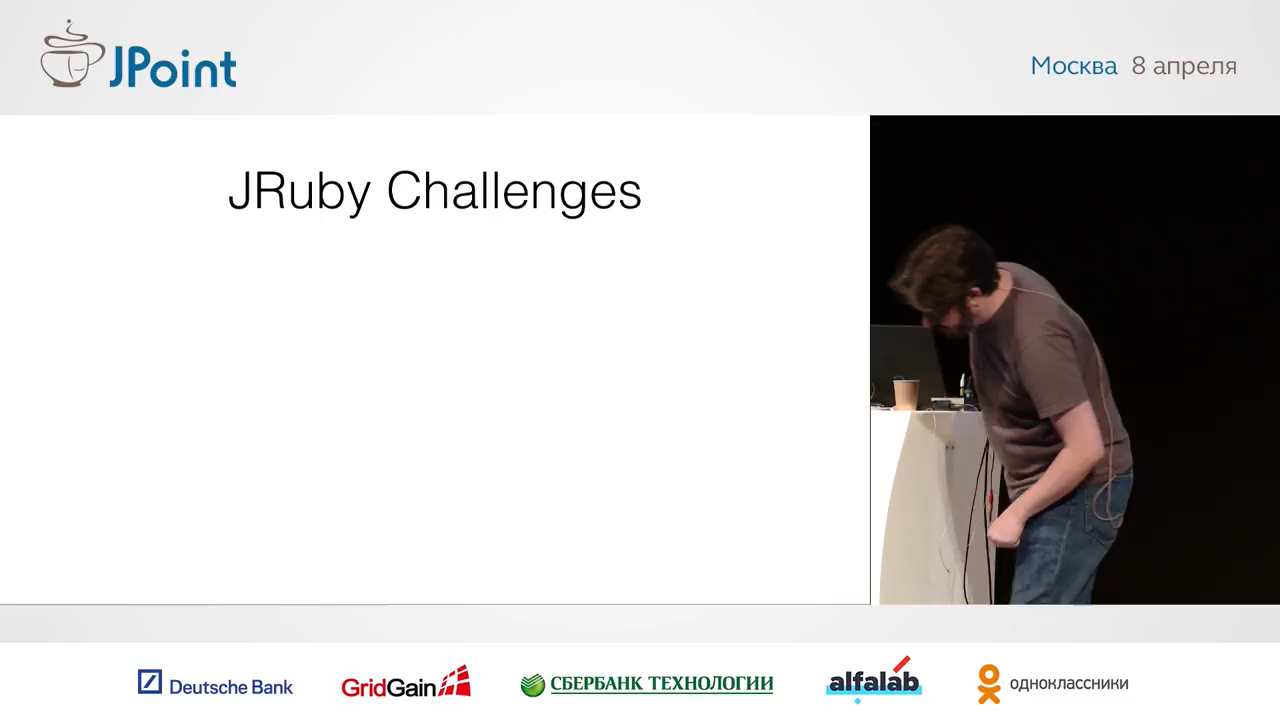 JPoint
Москва 8 апреля
JRuby Challenges
Deutsche Bank
GridGain
СБЕРБАНК ТЕХНОЛОГИИ
alfalab
одноклассники